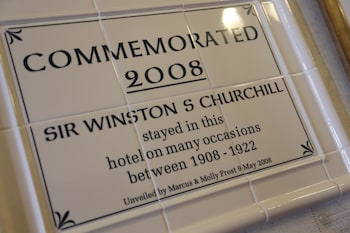 COMMEMORATED
2008
SIR WINSTON S CHURCHILL
stayed in this
hotel on many occasions
between 1908 - 1922
Unveiled by Marcus & Molly Frost 9 May 2008